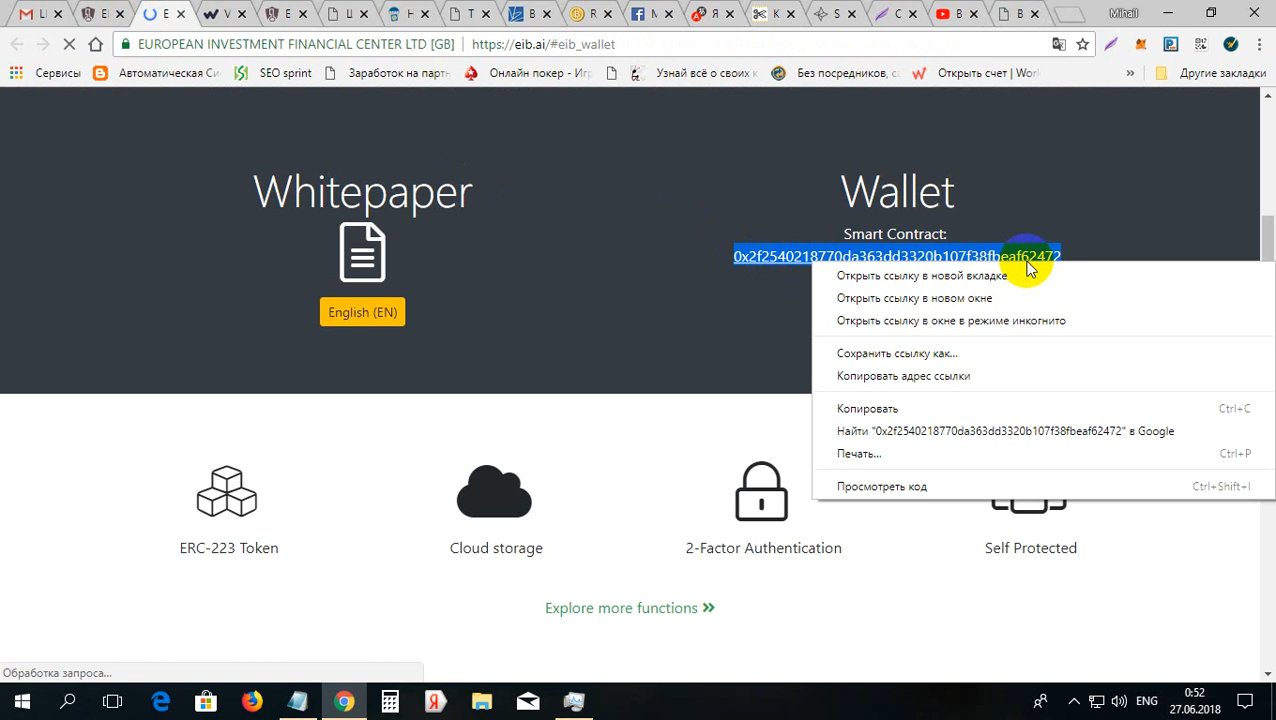 Mihail
EUROPEAN INVESTMENT FINANCIAL CENTER LTD [GB]
https://eib.ai/#eib_wallet
Сервисы
Автоматическая Си
SEO sprint
Заработок на партн
Онлайн покер - Игр
Узнай всё о своих к
Без посредников, са
Открыть счет | Worl
»
Другие закладки
Whitepaper
English (EN)
Wallet
Smart Contract:
0x2f2540218770da363dd3320b107f38fbeaf62472
Открыть ссылку в новой вкладке
Открыть ссылку в новом окне
Открыть ссылку в окне в режиме инкогнито
Сохранить ссылку как...
Копировать адрес ссылки
Копировать Ctrl+C
Найти "0x2f2540218770da363dd3320b107f38fbeaf62472" в Google
Печать... Ctrl+P
Просмотреть код Ctrl+Shift+I
ERC-223 Token
Cloud storage
2-Factor Authentication
Self Protected
Explore more functions »
Обработка запроса...
ENG
0:52
27.06.2018